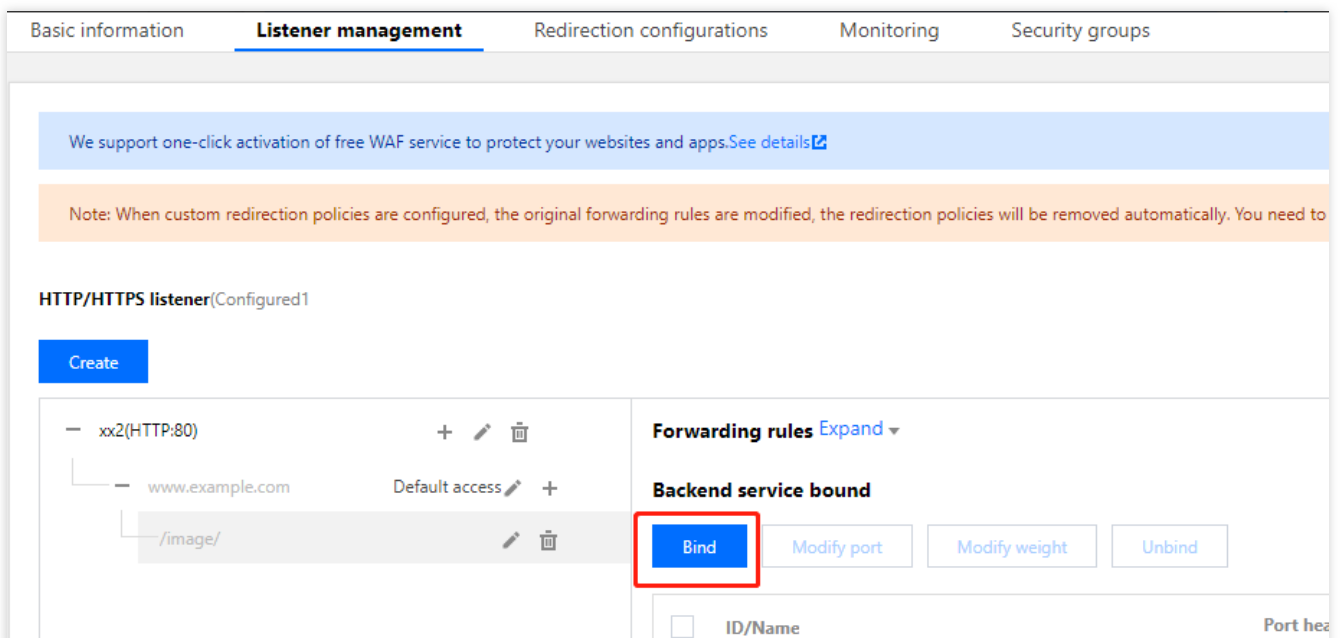 Basic information Listener management Redirection configurations Monitoring Security groups
We support one-click activation of free WAF service to protect your websites and apps.See details
Note: When custom redirection policies are configured, the original forwarding rules are modified, the redirection policies will be removed automatically. You need to
HTTP/HTTPS listener(Configured1
Create
xx2(HTTP:80)
www.example.com Default access
/image/
Forwarding rules Expand
Backend service bound
Bind Modify port Modify weight Unbind
ID/Name Port hea